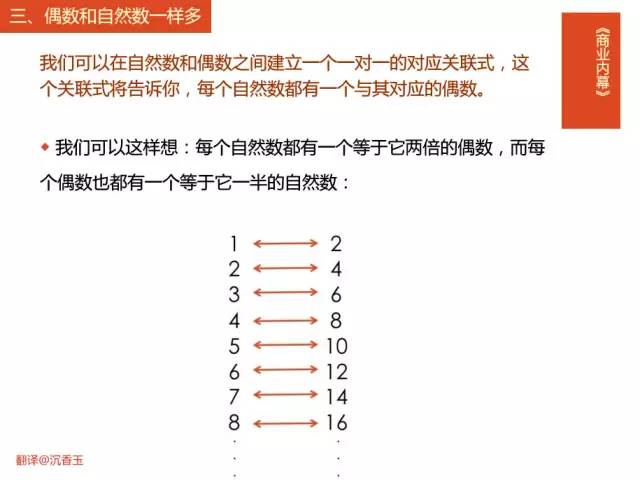 三、偶数和自然数一样多
《商业内幕》
我们可以在自然数和偶数之间建立一个一对一的对应关联式，这
个关联式将告诉你，每个自然数都有一个与其对应的偶数。
我们可以这样想：每个自然数都有一个等于它两倍的偶数，而每
个偶数也都有一个等于它一半的自然数：
1 2
2 4
3 6
4 8
5 10
6 12
7 14
8 16
翻译@沉香玉